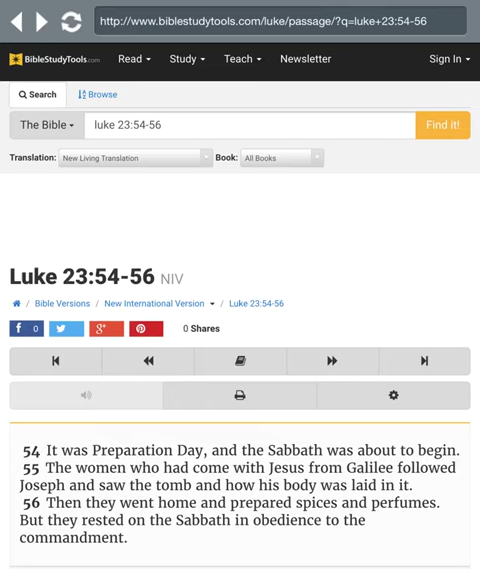 http://www.biblestudytools.com/luke/passage/?q=luke+23:54-56
BIBLESTUDYTOOLS.com Read Study Teach Newsletter Sign In
Search Browse
The Bible luke 23:54-56 Find it!
Translation: New Living Translation Book: All Books
Luke 23:54-56 NIV
/ Bible Versions / New International Version / Luke 23:54-56
f 0 g+ 0 Shares
54 It was Preparation Day, and the Sabbath was about to begin.
55 The women who had come with Jesus from Galilee followed
Joseph and saw the tomb and how his body was laid in it.
56 Then they went home and prepared spices and perfumes.
But they rested on the Sabbath in obedience to the
commandment.